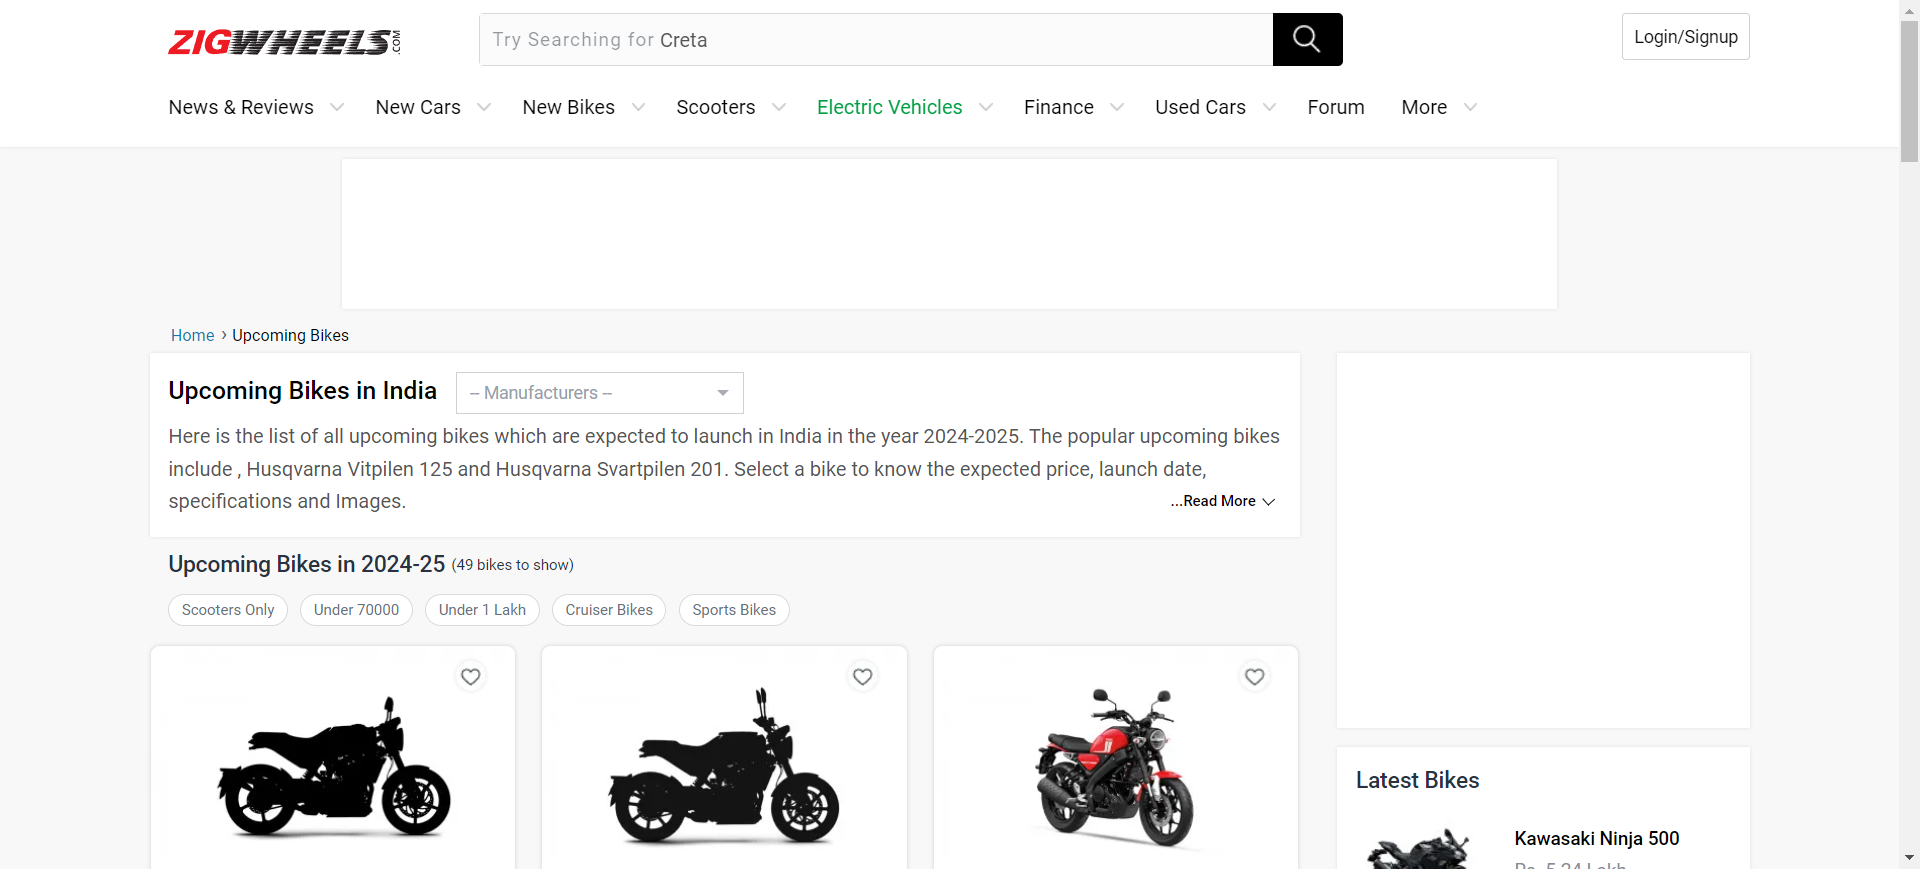 ZIGWHEELS.COM
Try Searching for Creta
Login/Signup
News & Reviews New Cars New Bikes Scooters Electric Vehicles Finance Used Cars Forum More
Home › Upcoming Bikes
Upcoming Bikes in India
-- Manufacturers --
Here is the list of all upcoming bikes which are expected to launch in India in the year 2024-2025. The popular upcoming bikes
include , Husqvarna Vitpilen 125 and Husqvarna Svartpilen 201. Select a bike to know the expected price, launch date,
specifications and Images.
...Read More
Upcoming Bikes in 2024-25 (49 bikes to show)
Scooters Only Under 70000 Under 1 Lakh Cruiser Bikes Sports Bikes
Latest Bikes
Kawasaki Ninja 500
Rs. 5.24 Lakh